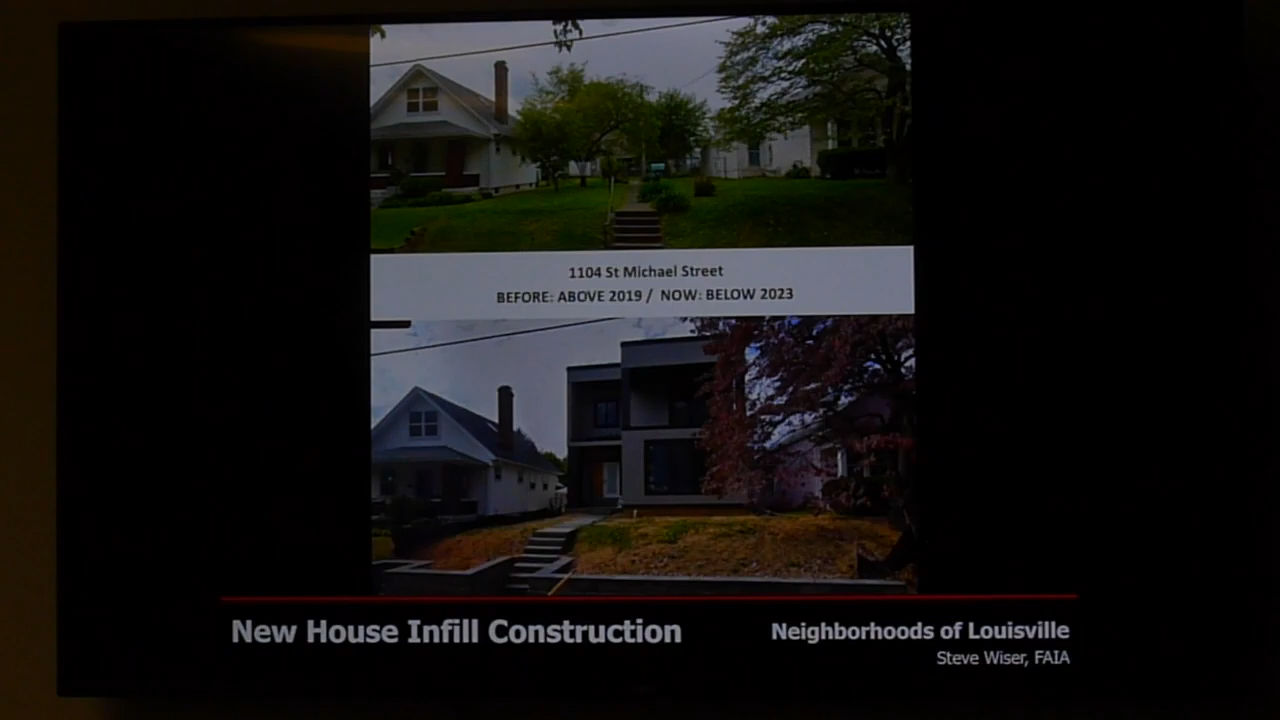 1104 St Michael Street
BEFORE: ABOVE 2019 / NOW: BELOW 2023
New House Infill Construction
Neighborhoods of Louisville
Steve Wiser, FAIA